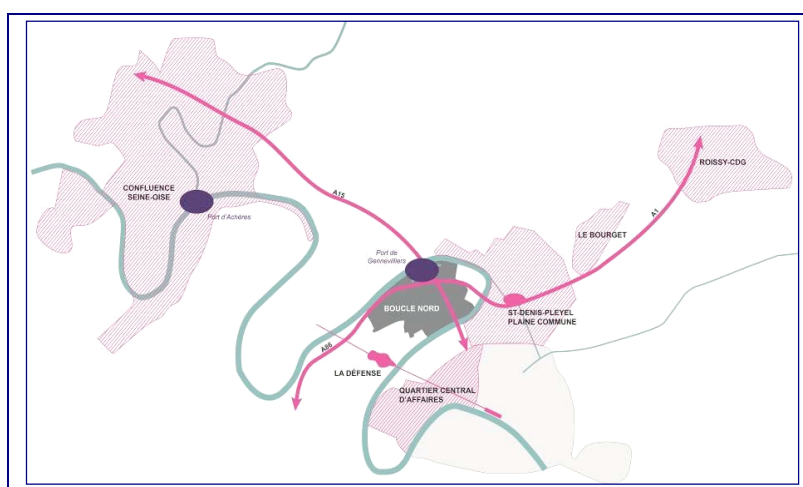 ROISSY-CDG
CONFLUENCE
SEINE-OISE
A15
Port d'Achères
A1
LE BOURGET
Port de
Gennevilliers
BOUCLE NORD
ST-DENIS-PLEYEL
PLAINE COMMUNE
A86
LA DÉFENSE
QUARTIER CENTRAL
D'AFFAIRES